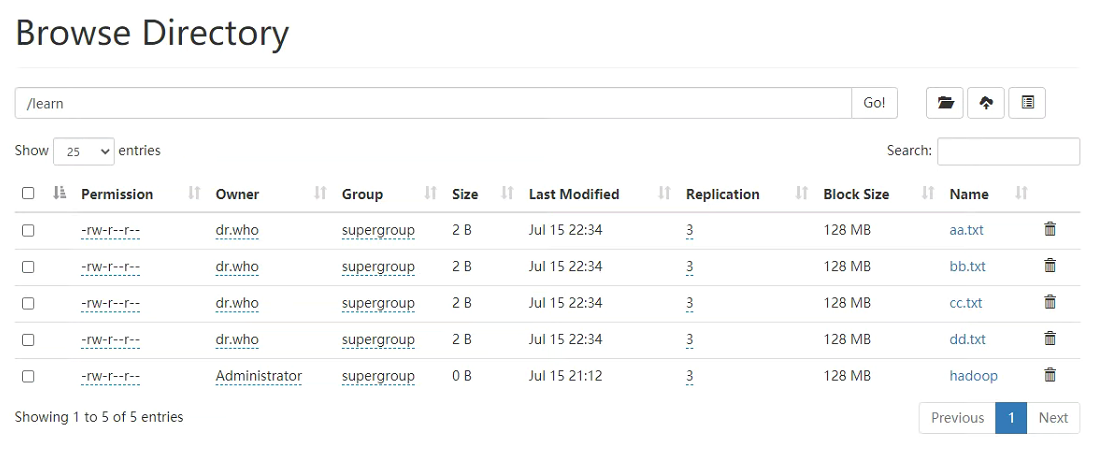 Browse Directory
/learn Go!
Show 25 entries Search:
Permission Owner Group Size Last Modified Replication Block Size Name
-rw-r--r-- dr.who supergroup 2 B Jul 15 22:34 3 128 MB aa.txt
-rw-r--r-- dr.who supergroup 2 B Jul 15 22:34 3 128 MB bb.txt
-rw-r--r-- dr.who supergroup 2 B Jul 15 22:34 3 128 MB cc.txt
-rw-r--r-- dr.who supergroup 2 B Jul 15 22:34 3 128 MB dd.txt
-rw-r--r-- Administrator supergroup 0 B Jul 15 21:12 3 128 MB hadoop
Showing 1 to 5 of 5 entries Previous 1 Next